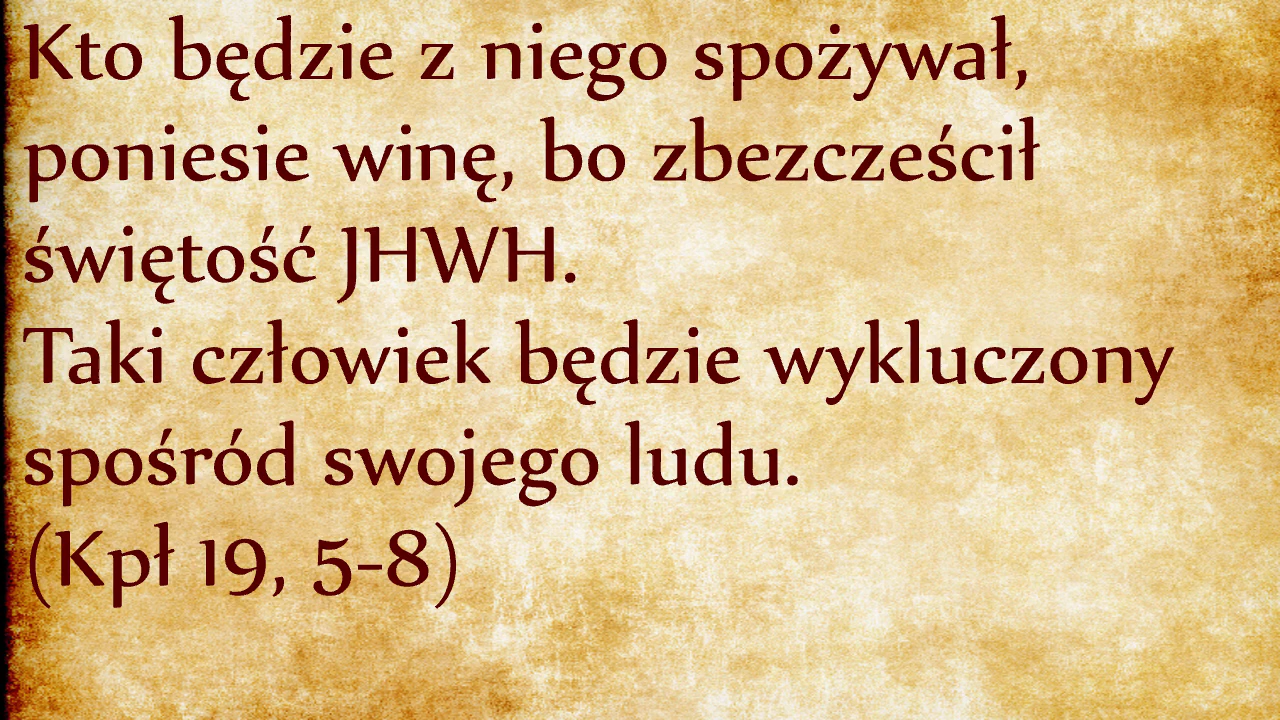 Kto będzie z niego spożywał,
poniesie winę, bo zbezcześcił
świętość JHWH.
Taki człowiek będzie wykluczony
spośród swojego ludu.
(Kpł 19, 5-8)